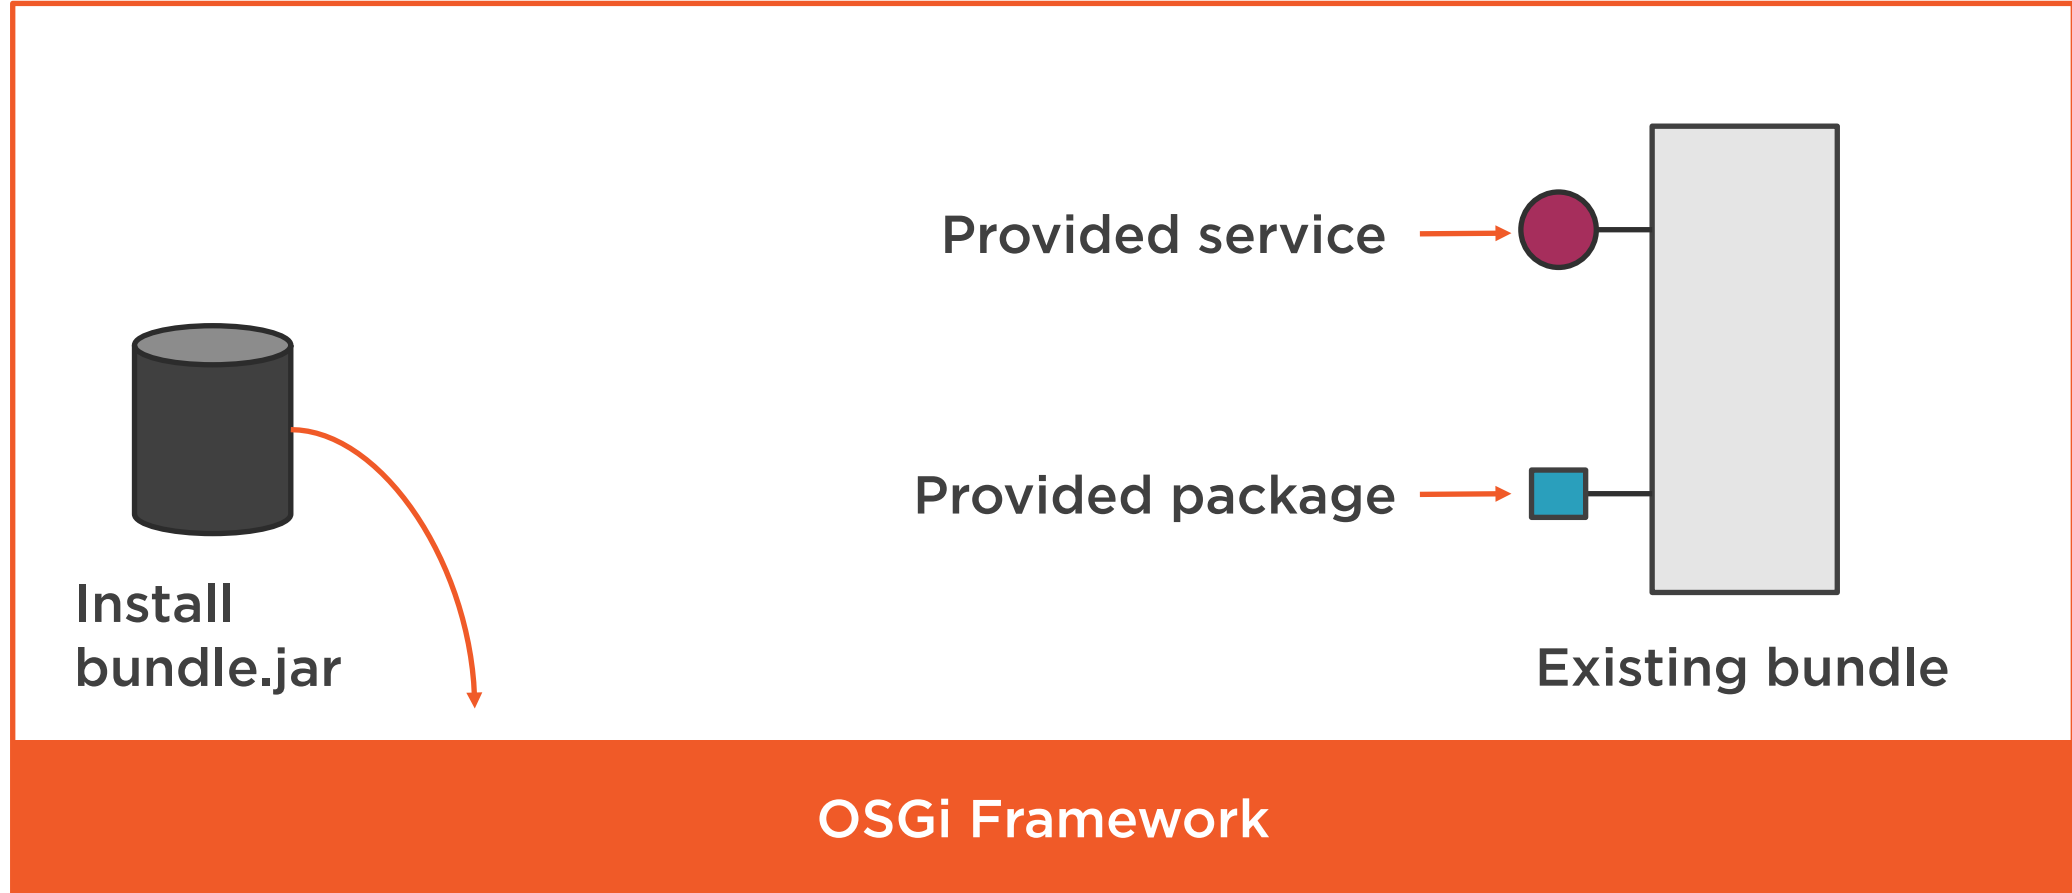 Provided service
Provided package
Install
bundle.jar
Existing bundle
OSGi Framework